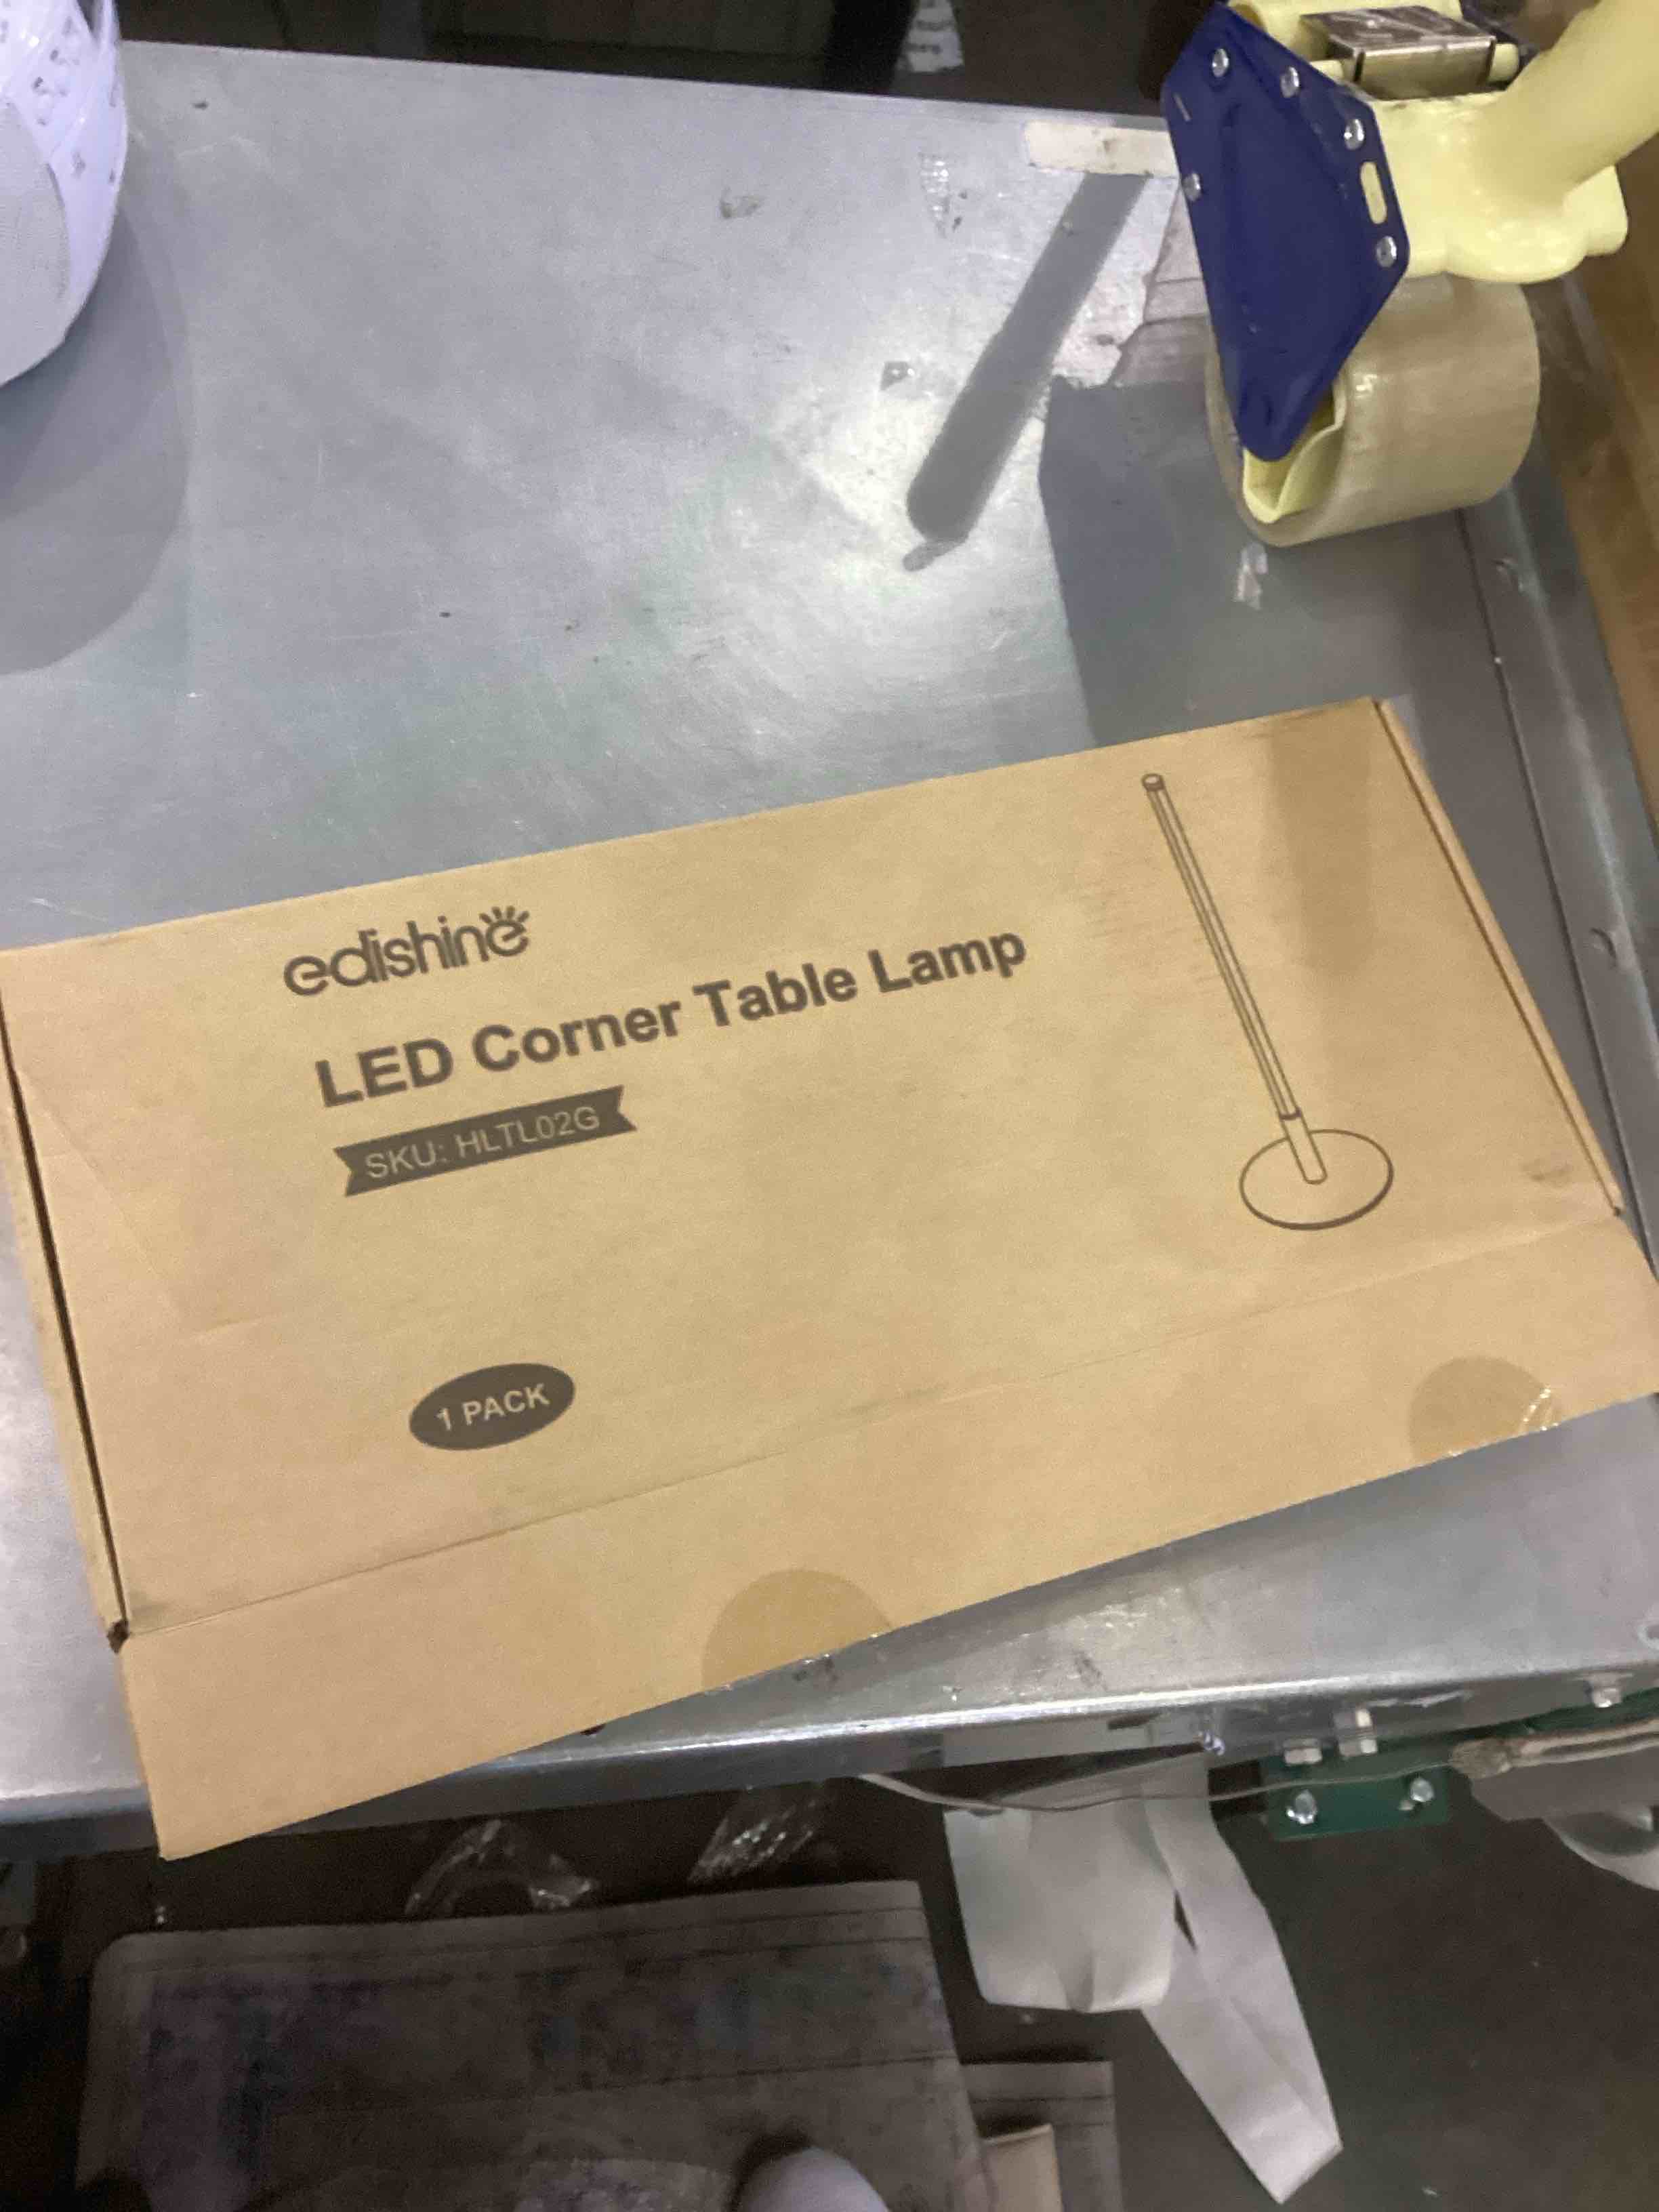 edishine
LED Corner Table Lamp
SKU: HLTL02G
1 PACK